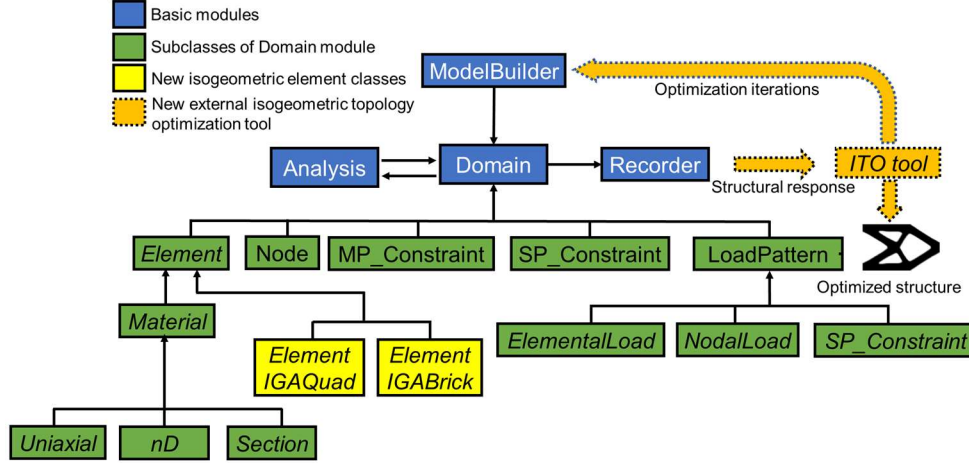 Basic modules
Subclasses of Domain module
New isogeometric element classes
New external isogeometric topology
optimization tool
ModelBuilder
Optimization iterations
Analysis
Domain
Recorder
Structural response
ITO tool
Element
Node
MP_Constraint
SP_Constraint
LoadPattern
Optimized structure
Material
Element
IGAQuad
Element
IGABrick
ElementalLoad
NodalLoad
SP_Constraint
Uniaxial
nD
Section